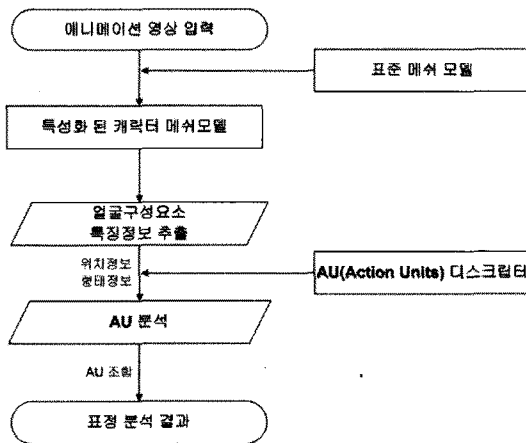 애니메이션 영상 입력
표준 메쉬 모델
특성화 된 캐릭터 메쉬모델
얼굴구성요소
특징정보 추출
위치정보
형태정보
AU(Action Units) 디스크립터
AU 분석
AU 조합
표정 분석 결과